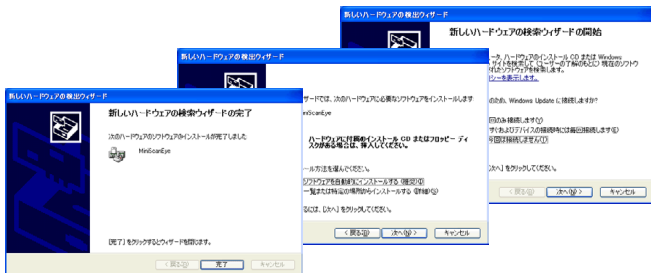 新しいハードウェアの検出ウィザード
新しいハードウェアの検索ウィザードの開始
ータ、ハードウェアのインストール CD または Windows
サイトを検索して (ユーザーの了解のもとに) 現在のソフトウ
シーを表示します。
のため、Windows Update に接続しますか?
回のみ接続します(Y)
すぐおよびデバイスの接続時には毎回接続します(E)
今回は接続しません(T)
[次へ] をクリックしてください。
< 戻る(B) 次へ(N) > キャンセル
新しいハードウェアの検出ウィザード
ザードでは、次のハードウェアに必要なソフトウェアをインストールします
niScanEye
ハードウェアに付属のインストール CD またはフロッピー ディ
スクがある場合は、挿入してください。
ール方法を選んでください。
ソフトウェアを自動的にインストールする (推奨)(I)
一覧または特定の場所からインストールする (詳細)(S)
るには、[次へ] をクリックしてください。
< 戻る(B) 次へ(N) > キャンセル
新しいハードウェアの検出ウィザード
新しいハードウェアの検索ウィザードの完了
次のハードウェアのソフトウェアのインストールが完了しました
MiniScanEye
[完了] をクリックするとウィザードを閉じます。
< 戻る(B) 完了 キャンセル